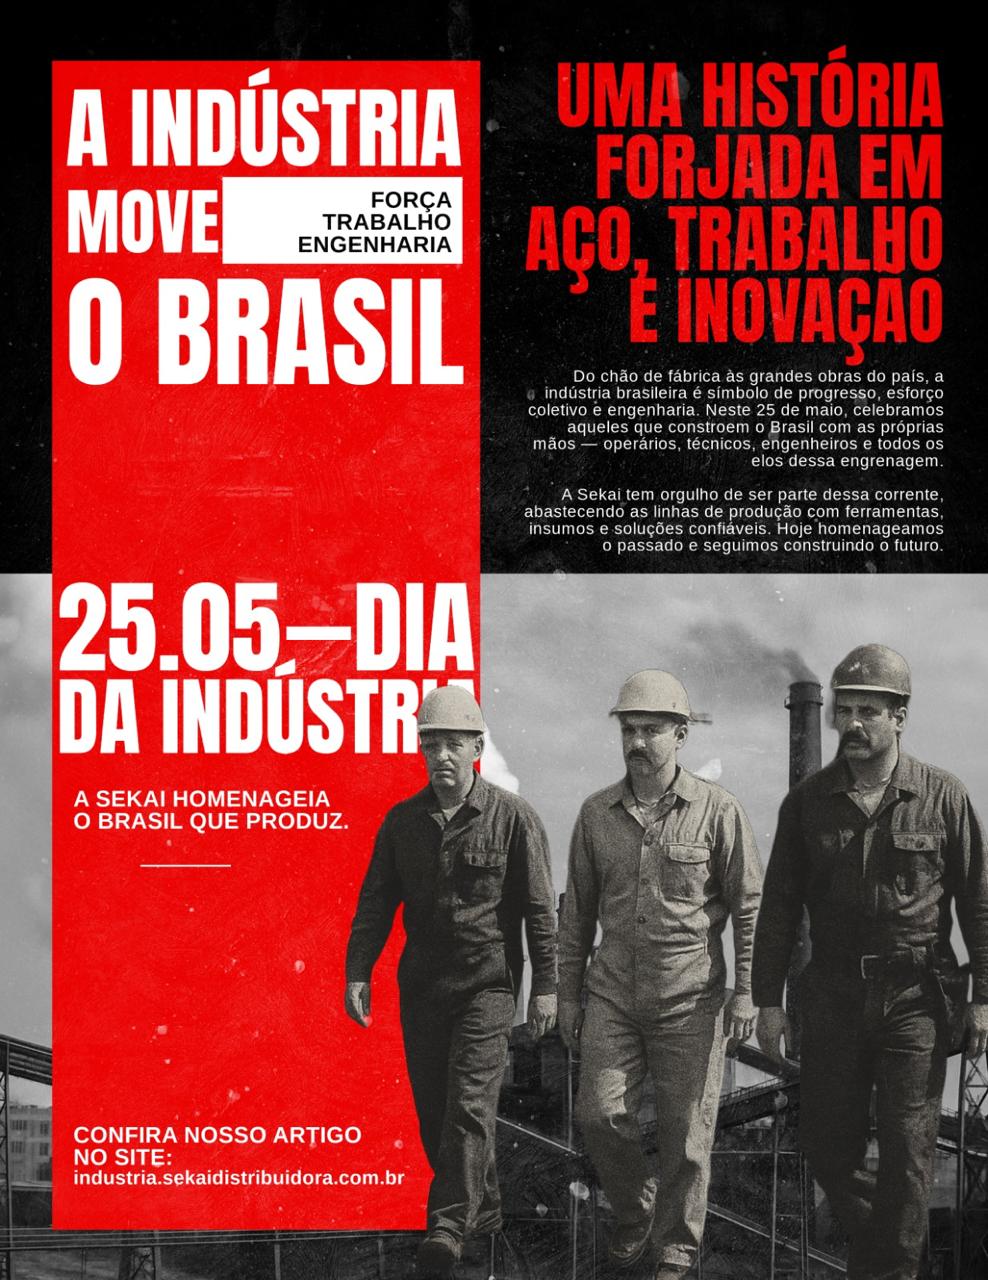 A INDÚSTRIA
MOVE
FORÇA
TRABALHO
ENGENHARIA
O BRASIL
25.05—DIA
DA INDÚSTRIA
A SEKAI HOMENAGEIA
O BRASIL QUE PRODUZ.
CONFIRA NOSSO ARTIGO
NO SITE:
industria.sekaidistribuidora.com.br
UMA HISTÓRIA
FORJADA EM
AÇO, TRABALHO
E INOVAÇÃO
Do chão de fábrica às grandes obras do país, a
indústria brasileira é símbolo de progresso, esforço
coletivo e engenharia. Neste 25 de maio, celebramos
aqueles que constroem o Brasil com as próprias
mãos — operários, técnicos, engenheiros e todos os
elos dessa engrenagem.
A Sekai tem orgulho de ser parte dessa corrente,
abastecendo as linhas de produção com ferramentas,
insumos e soluções confiáveis. Hoje homenageamos
o passado e seguimos construindo o futuro.